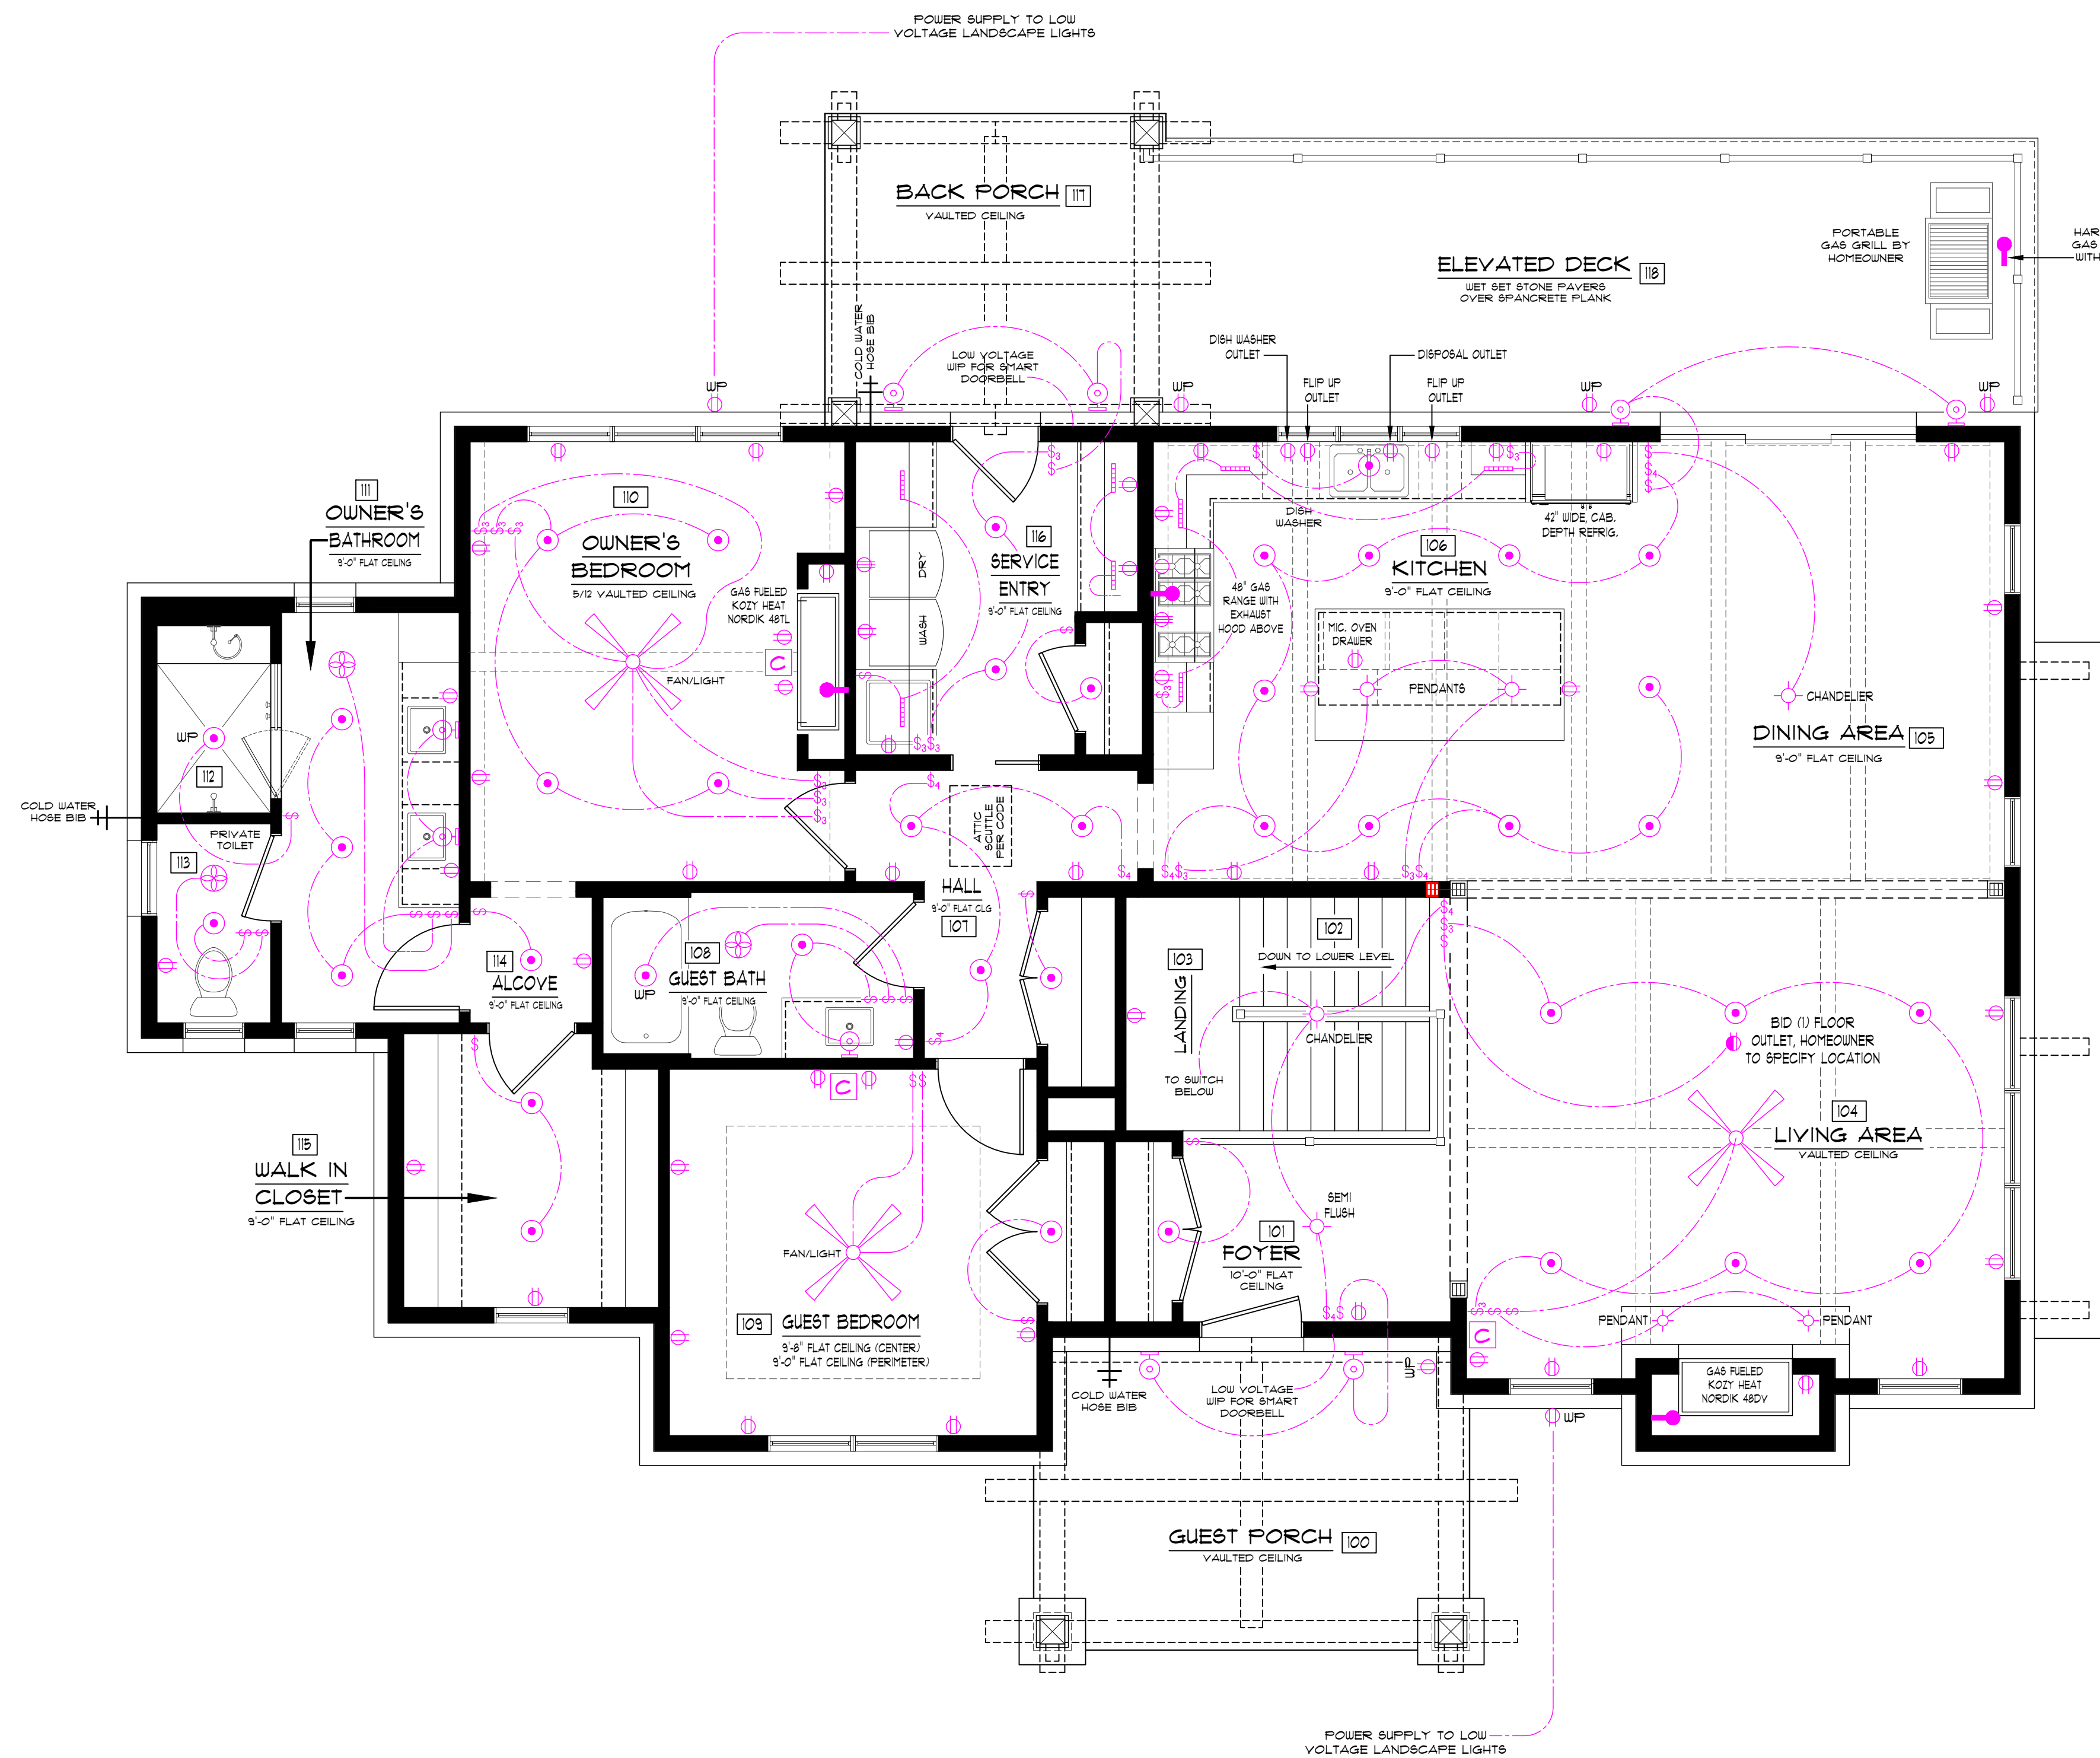 POWER SUPPLY TO LOW
VOLTAGE LANDSCAPE LIGHTS
BACK PORCH 117
VAULTED CEILING
ELEVATED DECK 118
WET SET STONE PAVERS
OVER SPANCRETE PLANK
PORTABLE
GAS GRILL BY
HOMEOWNER
HAR
GAS
WITH
COLD WATER
HOSE BIB
LOW VOLTAGE
WIP FOR SMART
DOORBELL
DISH WASHER
OUTLET
DISPOSAL OUTLET
FLIP UP
OUTLET
FLIP UP
OUTLET
WP
WP
WP
WP
111
OWNER'S
BATHROOM
9'-0" FLAT CEILING
110
OWNER'S
BEDROOM
5/12 VAULTED CEILING
GAS FUELED
KOZY HEAT
NORDIK 48TL
FAN/LIGHT
C
DRY
WASH
116
SERVICE
ENTRY
9'-0" FLAT CEILING
DISH
WASHER
42" WIDE, CAB.
DEPTH REFRIG.
106
KITCHEN
9'-0" FLAT CEILING
48" GAS
RANGE WITH
EXHAUST
HOOD ABOVE
MIC. OVEN
DRAWER
PENDANTS
CHANDELIER
DINING AREA 105
9'-0" FLAT CEILING
WP
112
COLD WATER
HOSE BIB
PRIVATE
TOILET
113
ATTIC
SCUTTLE
PER CODE
HALL
9'-0" FLAT CLG
107
114
ALCOVE
9'-0" FLAT CEILING
108
GUEST BATH
9'-0" FLAT CEILING
WP
103
LANDING
102
DOWN TO LOWER LEVEL
CHANDELIER
TO SWITCH
BELOW
BID (1) FLOOR
OUTLET, HOMEOWNER
TO SPECIFY LOCATION
104
LIVING AREA
VAULTED CEILING
115
WALK IN
CLOSET
9'-0" FLAT CEILING
C
FAN/LIGHT
109 GUEST BEDROOM
9'-8" FLAT CEILING (CENTER)
9'-0" FLAT CEILING (PERIMETER)
SEMI
FLUSH
101
FOYER
10'-0" FLAT
CEILING
PENDANT
PENDANT
C
COLD WATER
HOSE BIB
LOW VOLTAGE
WIP FOR SMART
DOORBELL
WP
GAS FUELED
KOZY HEAT
NORDIK 48DV
WP
GUEST PORCH 100
VAULTED CEILING
POWER SUPPLY TO LOW
VOLTAGE LANDSCAPE LIGHTS